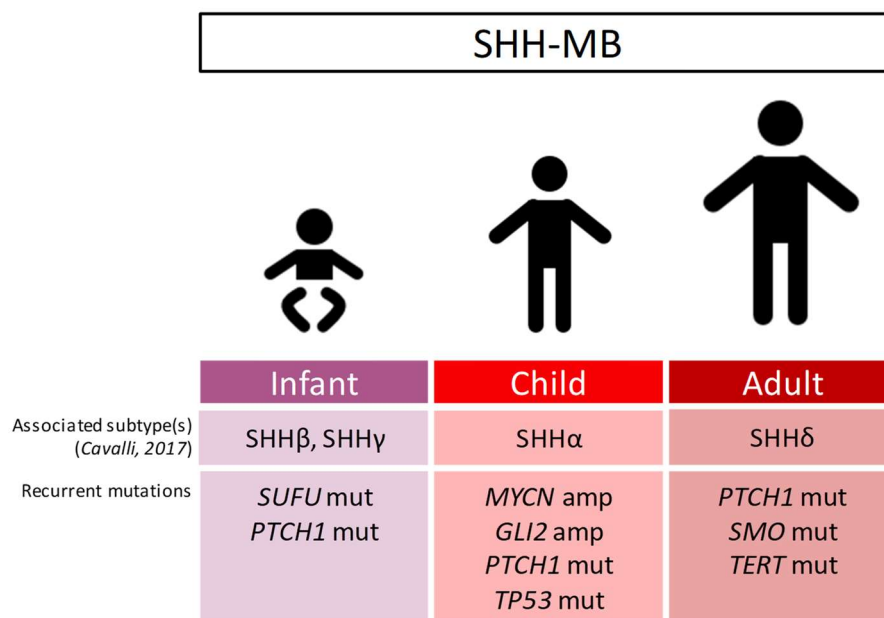 SHH-MB
Infant
Child
Adult
Associated subtype(s)
(Cavalli, 2017)
SHHβ, SHHγ
SHHα
SHHδ
Recurrent mutations
SUFU mut
PTCH1 mut
MYCN amp
GLI2 amp
PTCH1 mut
TP53 mut
PTCH1 mut
SMO mut
TERT mut